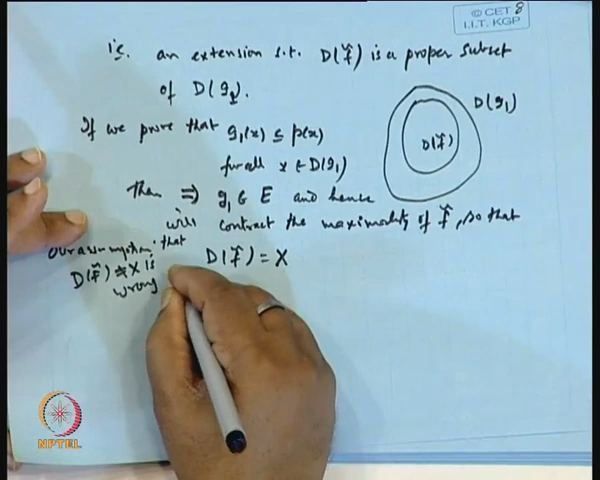 © CET 8
I.I.T. KGP
i.e. an extension s.t. D(f̃) is a proper subset
of D(g₁).
If we prove that g₁(x) ≤ p(x)
for all x ∈ D(g₁)
D(g₁)
D(f̃)
then ⇒ g₁ ∈ E and hence
will contract the maximality of f̃, so that
Our assumption that
D(f̃) = X
D(f̃) ≠ X is
wrong
NPTEL